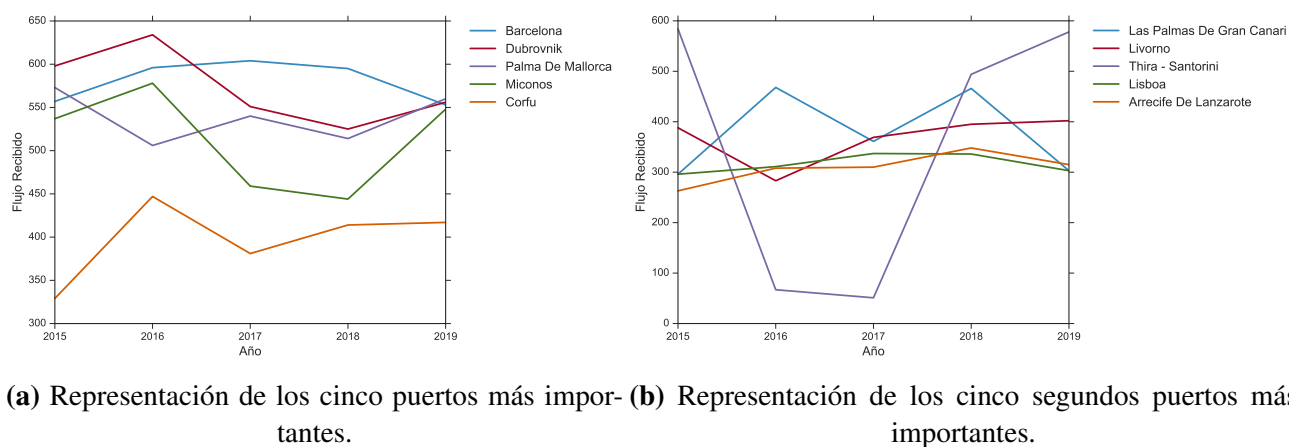 650
600
550
500
450
400
350
300
Flujo Recibido
2015
2016
2017
2018
2019
Año
Barcelona
Dubrovnik
Palma De Mallorca
Miconos
Corfu
600
500
400
300
200
100
0
Flujo Recibido
2015
2016
2017
2018
2019
Año
Las Palmas De Gran Canari
Livorno
Thira - Santorini
Lisboa
Arrecife De Lanzarote
(a) Representación de los cinco puertos más impor-
tantes.
(b) Representación de los cinco segundos puertos más
importantes.